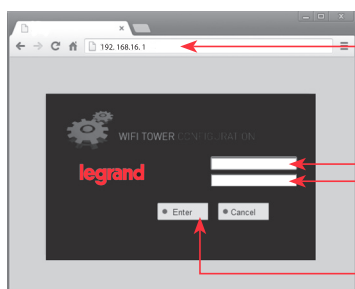 192.168.16.1
WIFI TOWER CONFIGURATION
legrand
Enter
Cancel